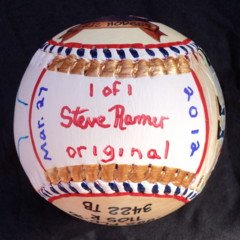 1 of 1
Steve Ramer
original
Mar. 27
2012
3422 TB